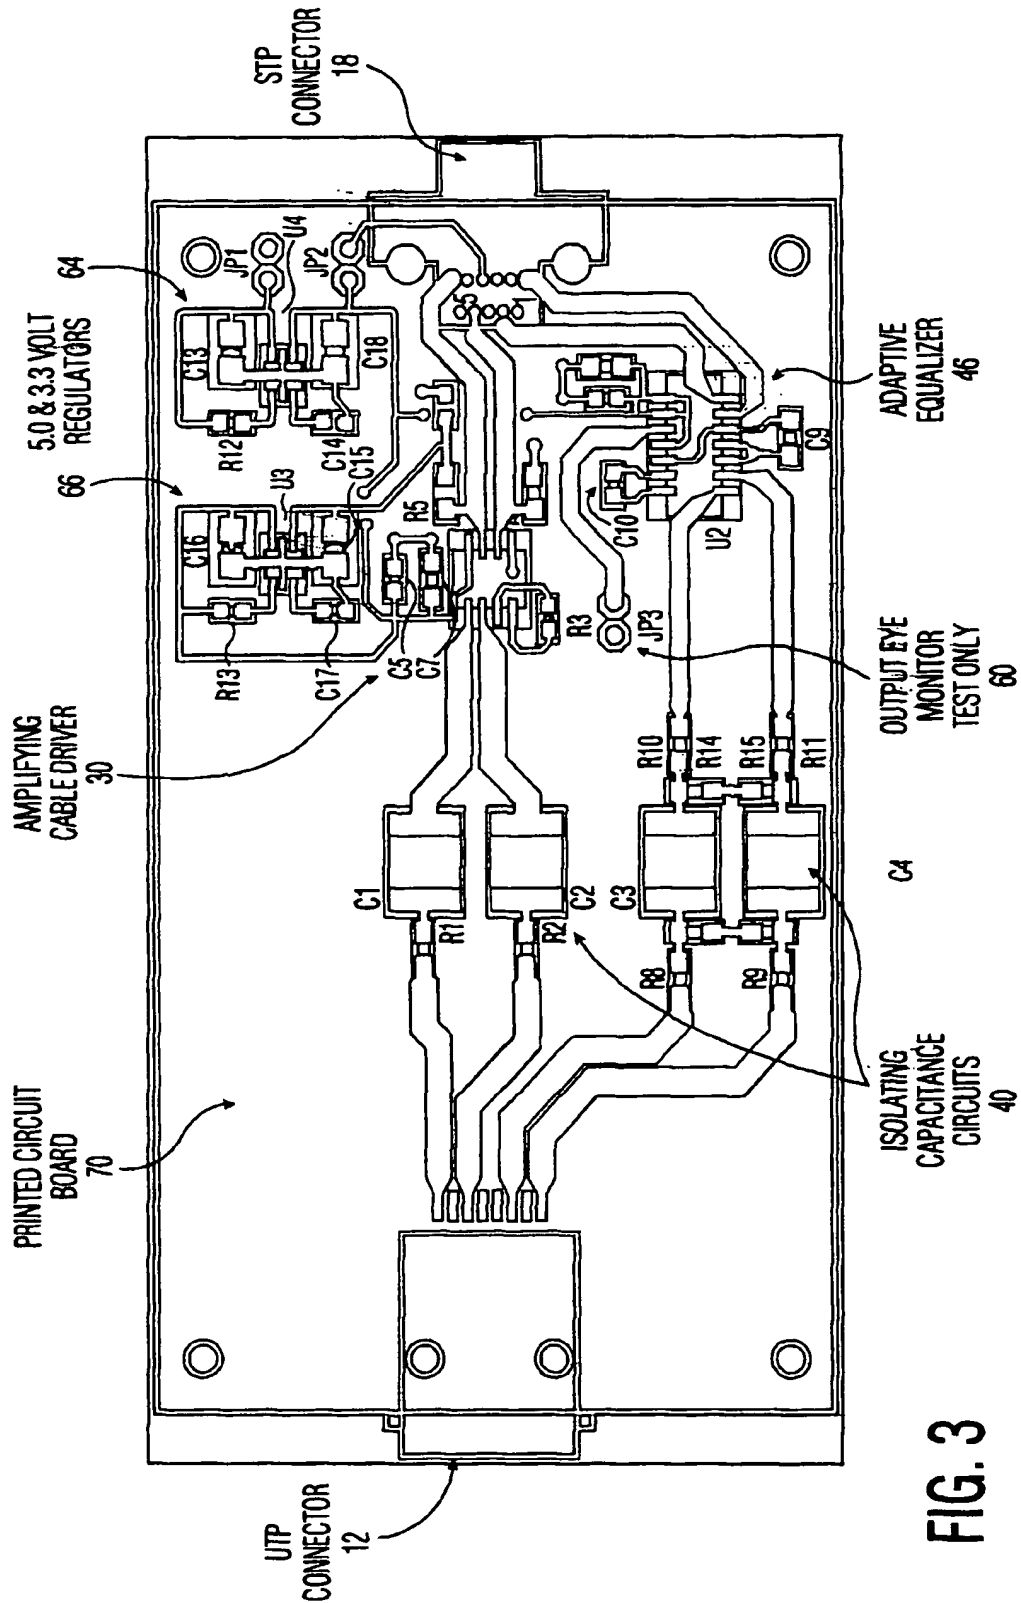 PRINTED CIRCUIT
BOARD
70
AMPLIFYING
CABLE DRIVER
30
66
5.0 & 3.3 VOLT
REGULATORS
64
STP
CONNECTOR
18
UTP
CONNECTOR
12
R13
C16
U3
C17
C15
R12
C13
U4
C14
C18
JP1
JP2
C5
C7
R5
5
1
C1
R1
R2
C2
R3
JP3
C10
U2
C9
C3
R8
R9
R10
R14
R15
R11
C4
ISOLATING
CAPACITANCE
CIRCUITS
40
OUTPUT EYE
MONITOR
TEST ONLY
60
ADAPTIVE
EQUALIZER
46
FIG. 3